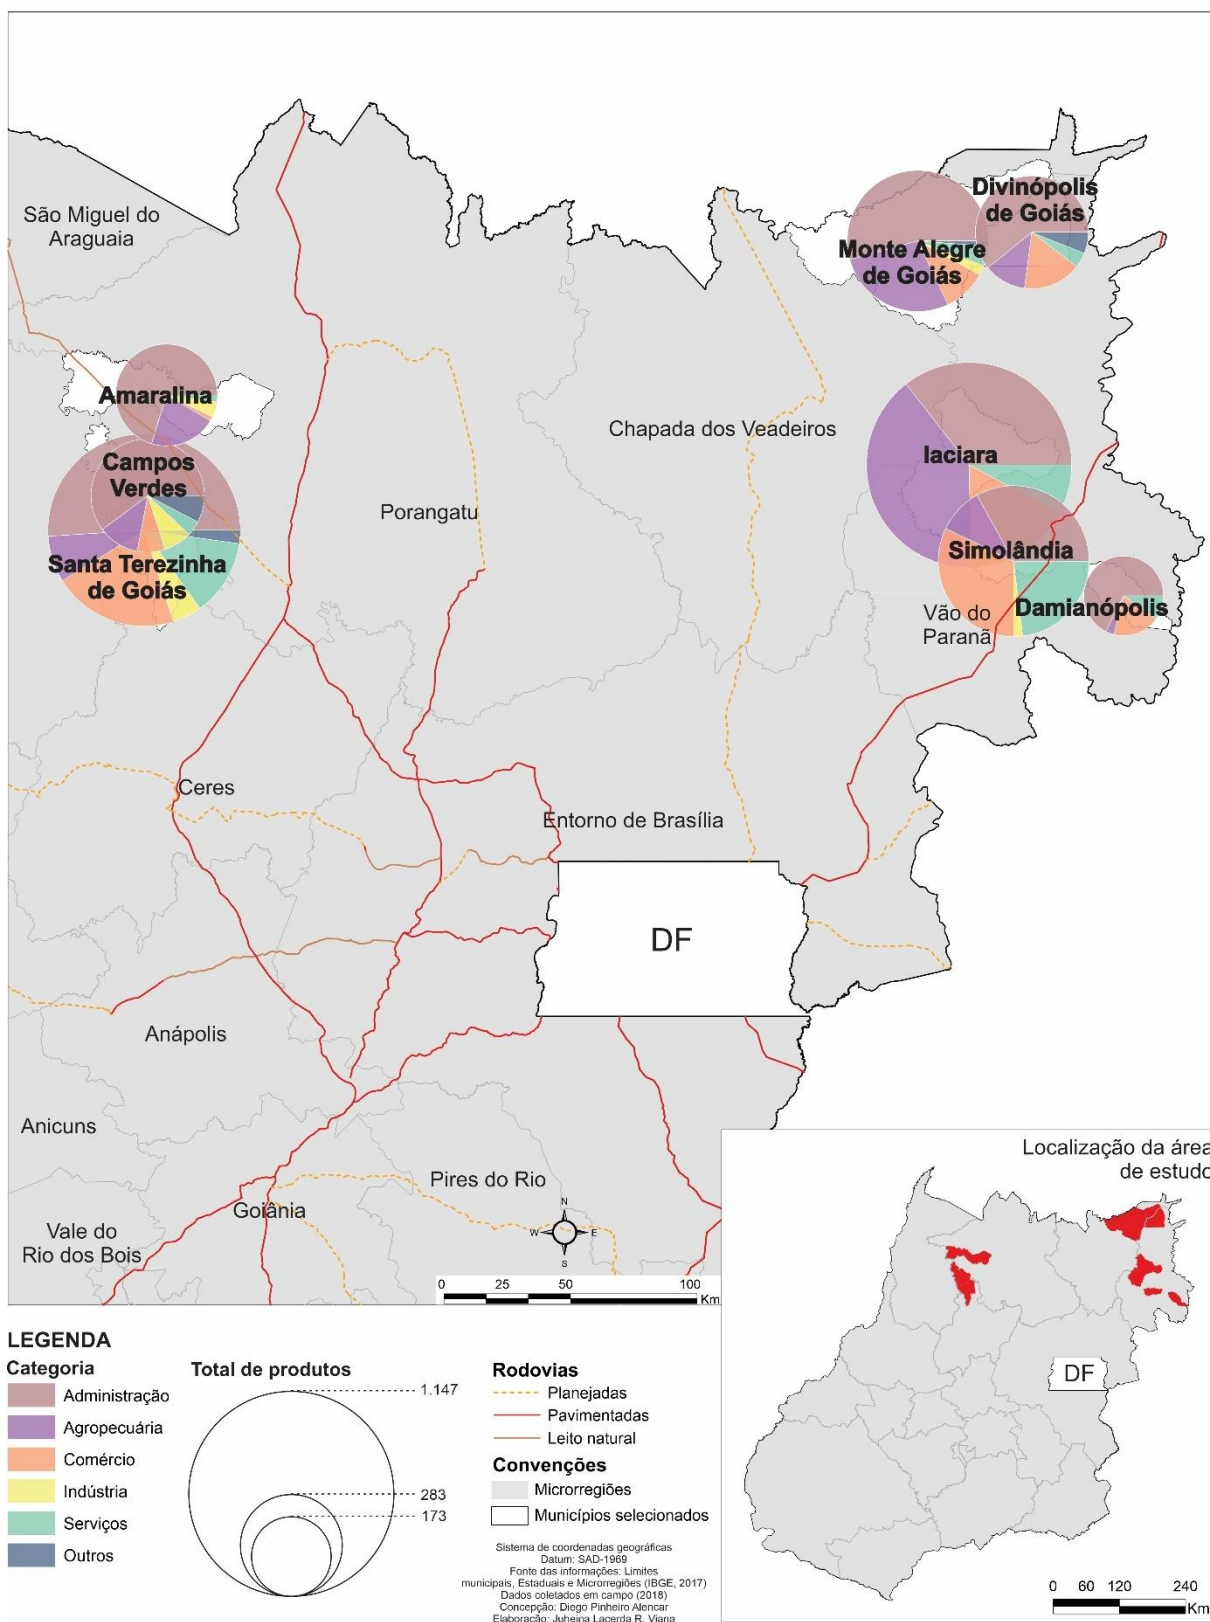 São Miguel do
Araguaia
Divinópolis
de Goiás
Monte Alegre
de Goiás
Amaralina
Chapada dos Veadeiros
Iaciara
Campos
Verdes
Porangatu
Simolândia
Santa Terezinha
de Goiás
Damianópolis
Vão do
Paranã
Ceres
Entorno de Brasília
DF
Anápolis
Anicuns
Pires do Rio
Goiânia
Vale do
Rio dos Bois
N
W
E
S
0 25 50 100
Km
Localização da área
de estudo
DF
0 60 120 240
Km
LEGENDA
Categoria
Administração
Agropecuária
Comércio
Indústria
Serviços
Outros
Total de produtos
1.147
283
173
Rodovias
Planejadas
Pavimentadas
Leito natural
Convenções
Microrregiões
Municípios selecionados
Sistema de coordenadas geográficas
Datum: SAD-1969
Fonte das informações: Limites
municipais, Estaduais e Microrregiões (IBGE, 2017)
Dados coletados em campo (2018)
Concepção: Diego Pinheiro Alencar
Elaboração: Juheina Lacerda R. Viana